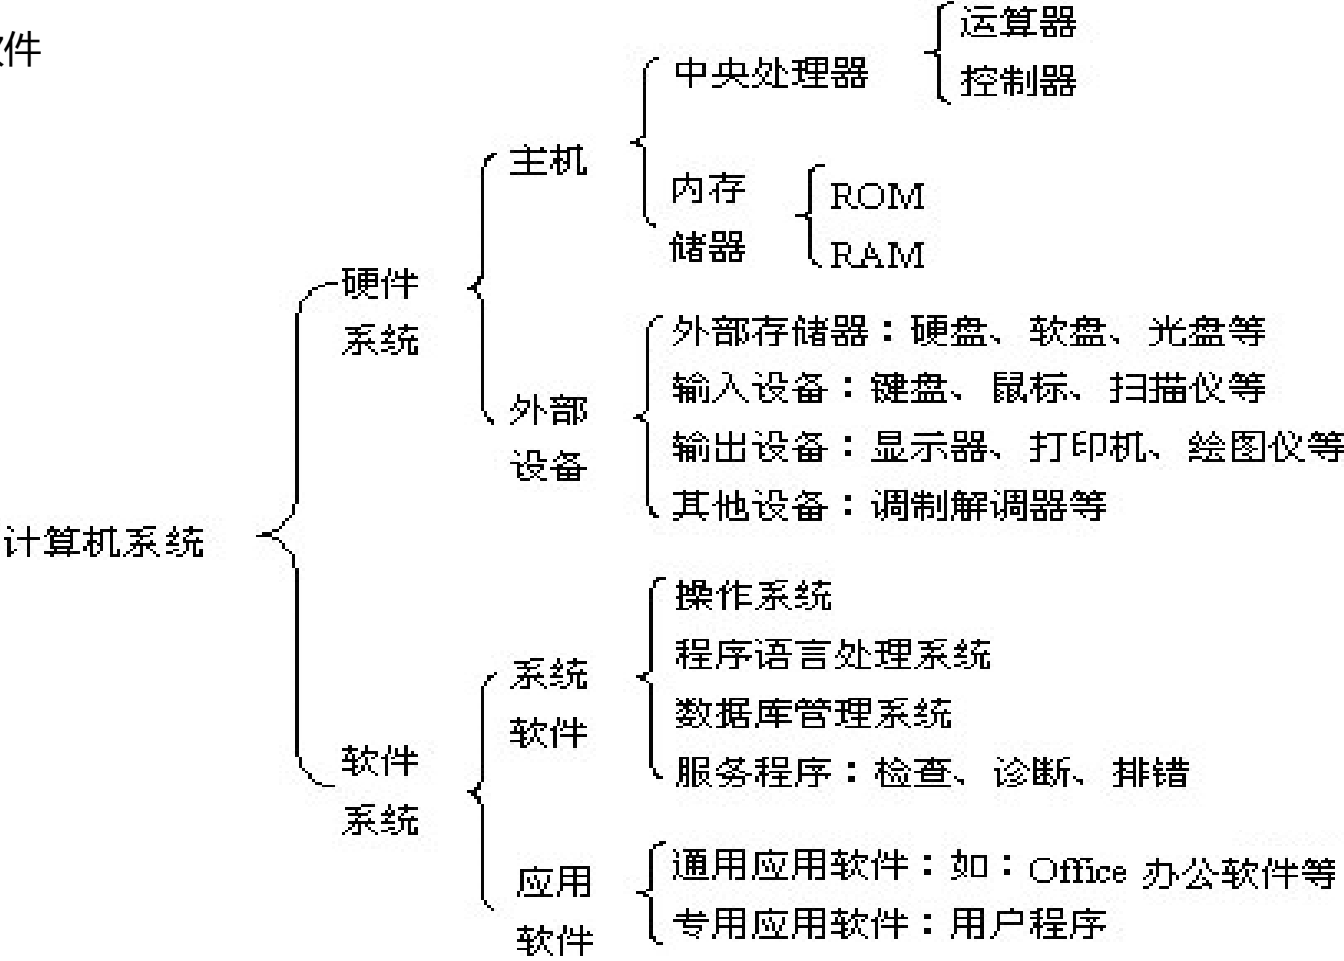 件
运算器
中央处理器
控制器
主机
内存
储器
ROM
RAM
硬件
系统
外部存储器：硬盘、软盘、光盘等
输入设备：键盘、鼠标、扫描仪等
外部
设备
输出设备：显示器、打印机、绘图仪等
其他设备：调制解调器等
计算机系统
操作系统
程序语言处理系统
系统
软件
数据库管理系统
服务程序：检查、诊断、排错
软件
系统
通用应用软件：如：Office 办公软件等
应用
软件
专用应用软件：用户程序